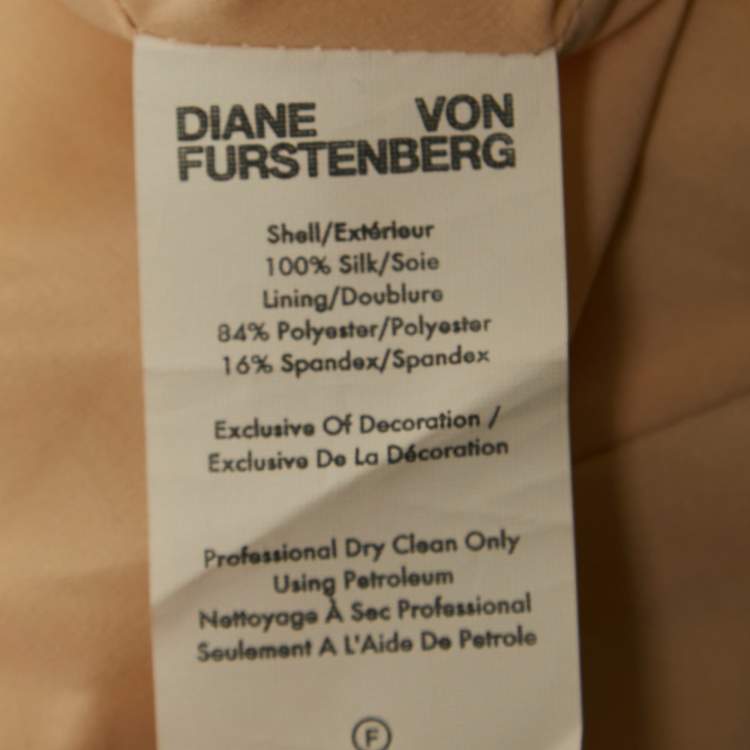 DIANE VON
FURSTENBERG
Shell/Extérieur
100% Silk/Soie
Lining/Doublure
84% Polyester/Polyester
16% Spandex/Spandex
Exclusive Of Decoration /
Exclusive De La Décoration
Professional Dry Clean Only
Using Petroleum
Nettoyage À Sec Professional
Seulement A L'Aide De Petrole
F